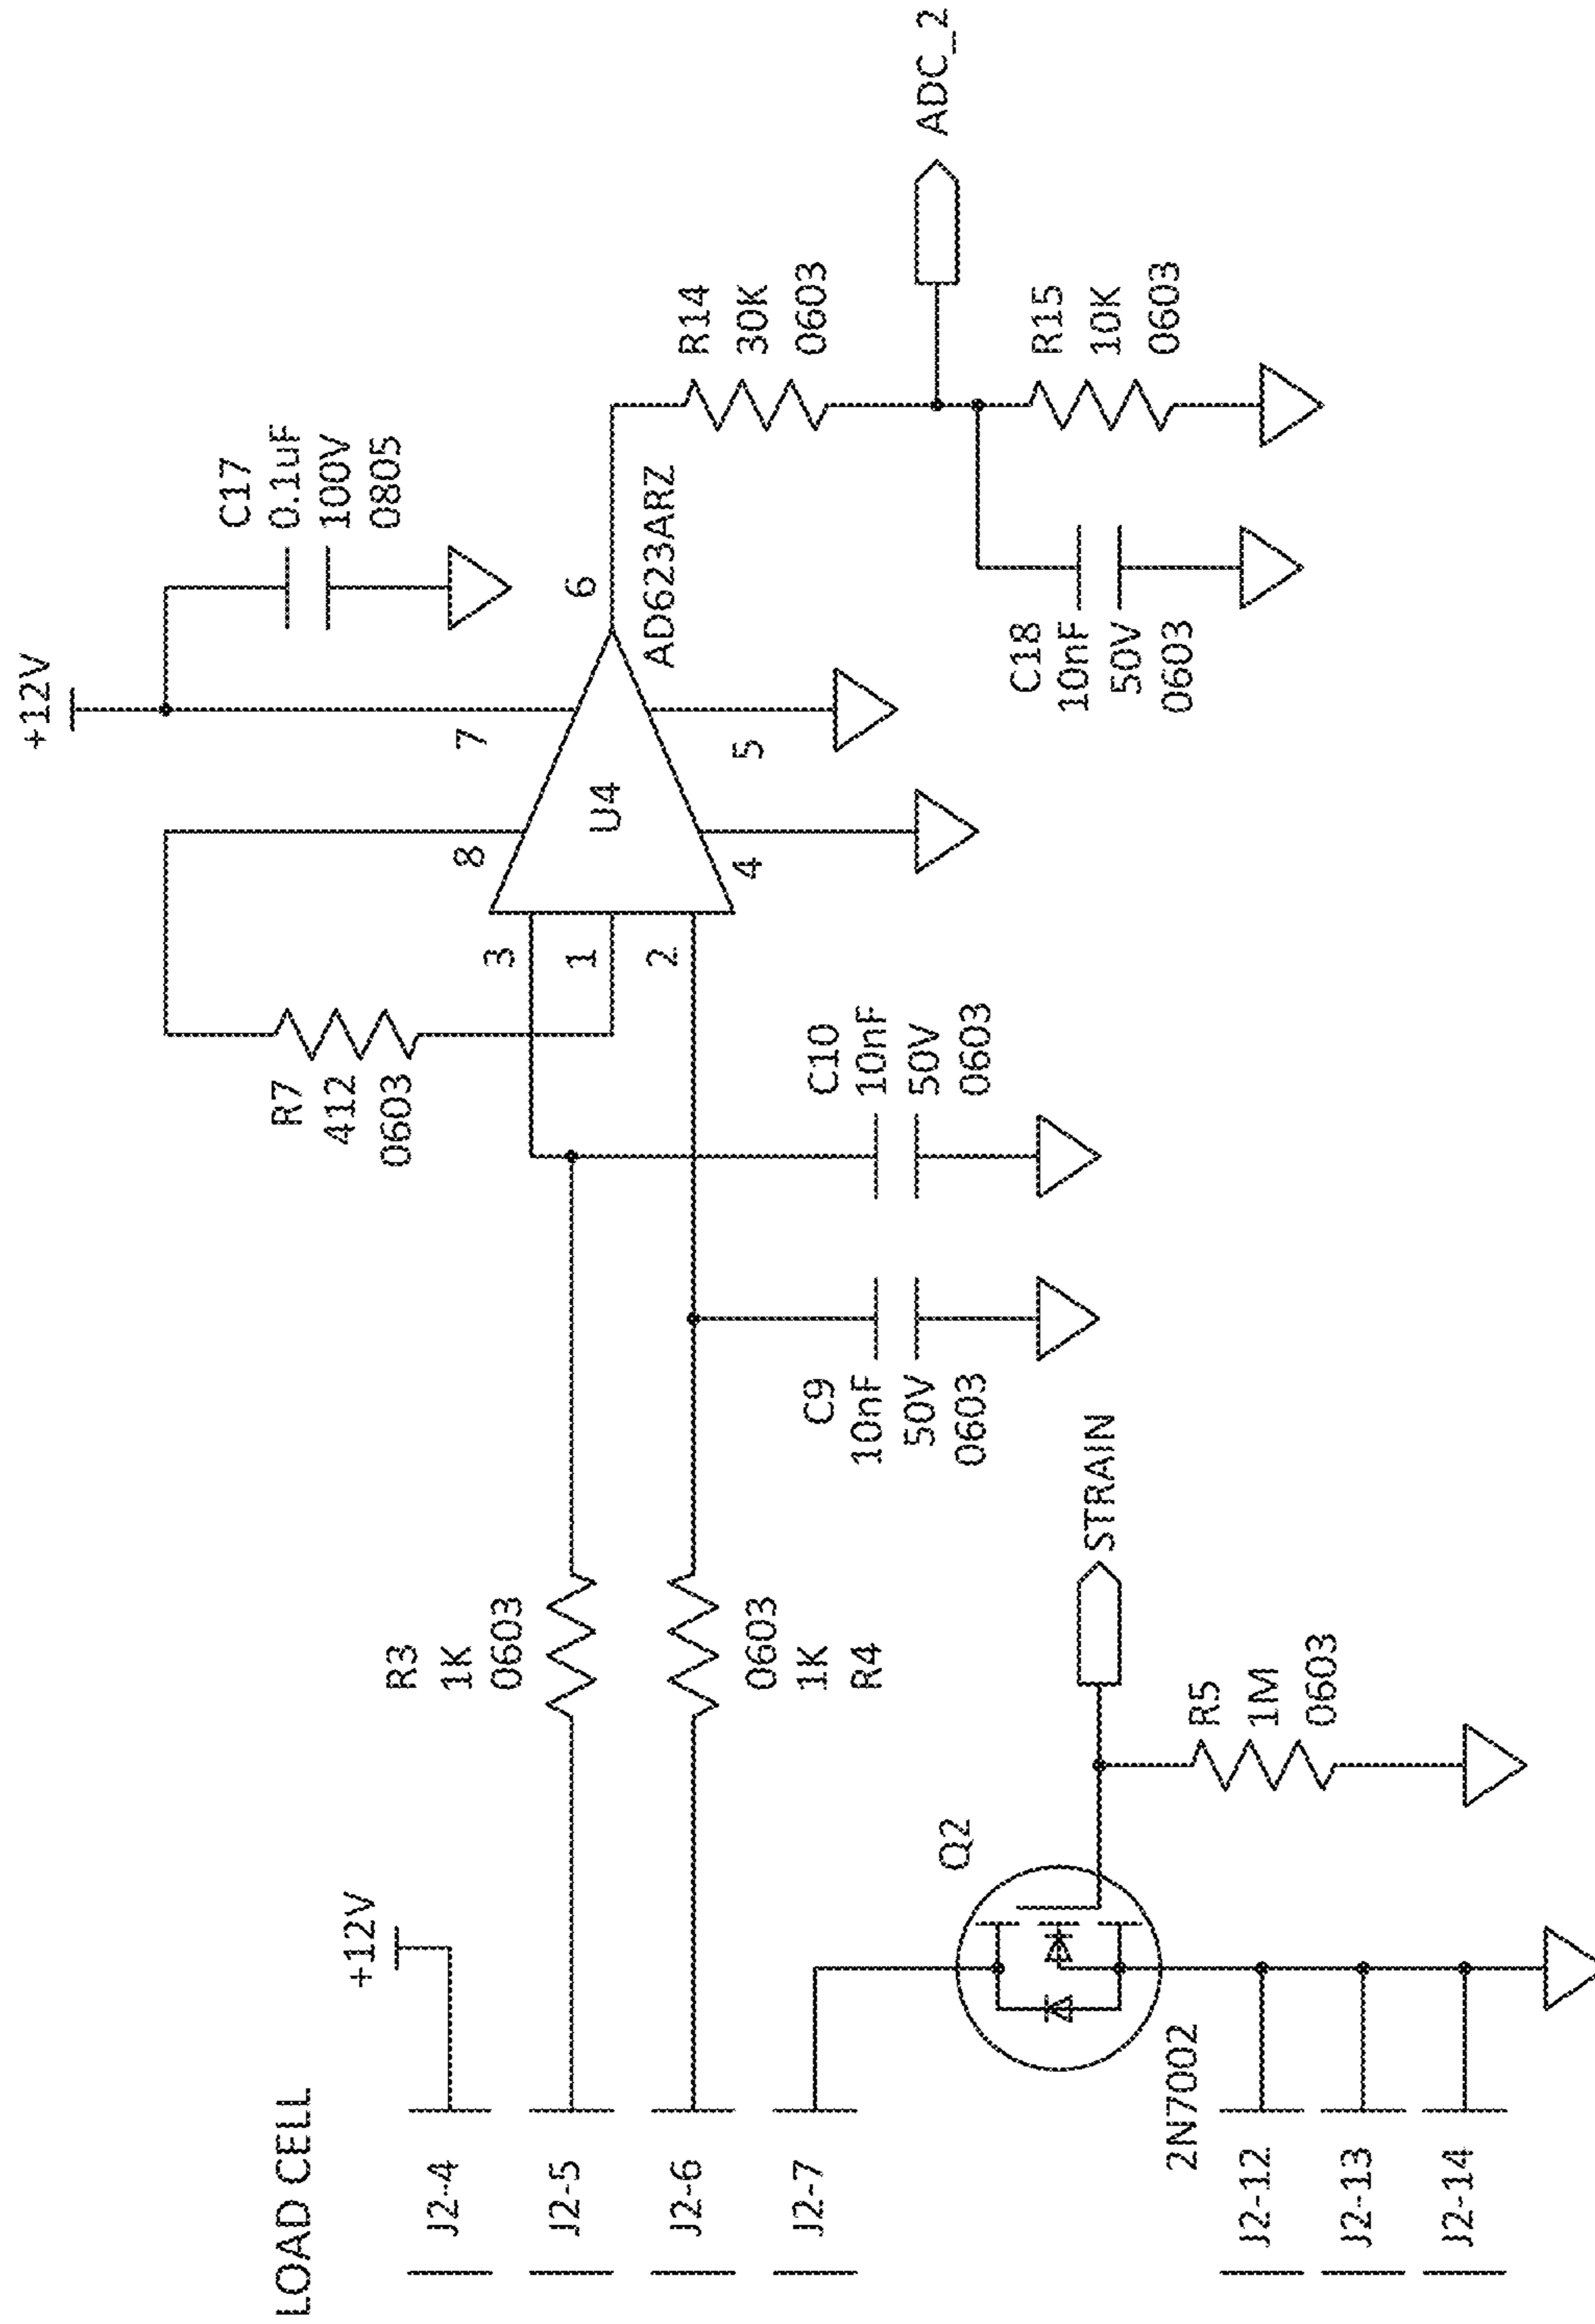 LOAD CELL
+12V
J2-4
J2-5
J2-6
J2-7
R3
1K
0603
0603
1K
R4
Q2
2N7002
STRAIN
R5
1M
0603
J2-12
J2-13
J2-14
C9
10nF
50V
0603
C10
10nF
50V
0603
R7
412
0603
+12V
C17
0.1uF
100V
0805
3
1
2
8
7
U4
4
5
6
AD623ARZ
R14
30K
0603
ADC_2
C18
10nF
50V
0603
R15
10K
0603